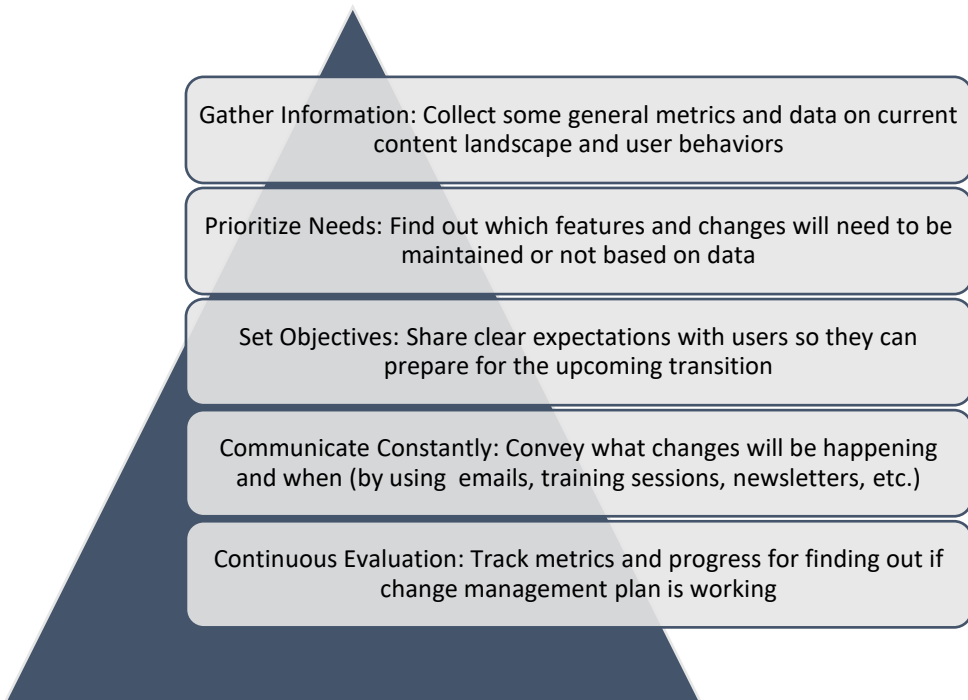 Gather Information: Collect some general metrics and data on current
content landscape and user behaviors
Prioritize Needs: Find out which features and changes will need to be
maintained or not based on data
Set Objectives: Share clear expectations with users so they can
prepare for the upcoming transition
Communicate Constantly: Convey what changes will be happening
and when (by using  emails, training sessions, newsletters, etc.)
Continuous Evaluation: Track metrics and progress for finding out if
change management plan is working